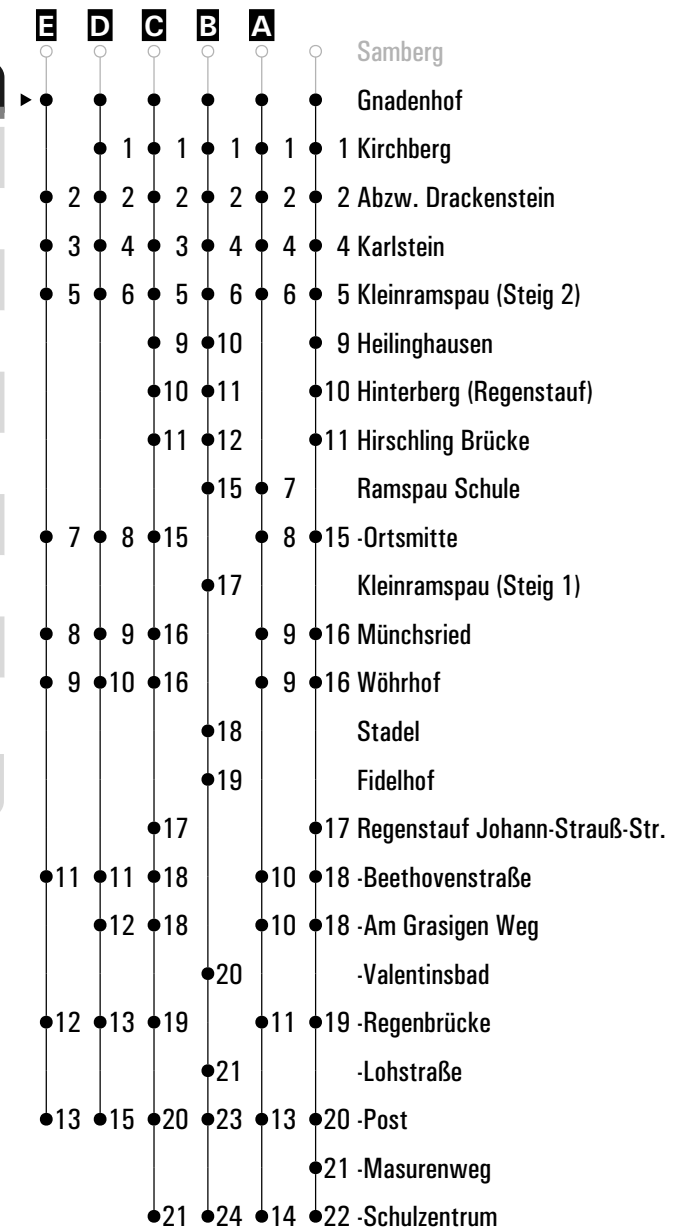 E D C B A
Samberg
Gnadenhof
1 1 1 1 1 Kirchberg
2 2 2 2 2 2 Abzw. Drackenstein
3 4 3 4 4 4 Karlstein
5 6 5 6 6 5 Kleinramspau (Steig 2)
9 10 9 Heilinghausen
10 11 10 Hinterberg (Regenstauf)
11 12 11 Hirschling Brücke
15 7 Ramspau Schule
7 8 15 8 15 -Ortsmitte
17 Kleinramspau (Steig 1)
8 9 16 9 16 Münchsried
9 10 16 9 16 Wöhrhof
18 Stadel
19 Fidelhof
17 17 Regenstauf Johann-Strauß-Str.
11 11 18 10 18 -Beethovenstraße
12 18 10 18 -Am Grasigen Weg
20 -Valentinsbad
12 13 19 11 19 -Regenbrücke
21 -Lohstraße
13 15 20 23 13 20 -Post
21 -Masurenweg
21 24 14 22 -Schulzentrum